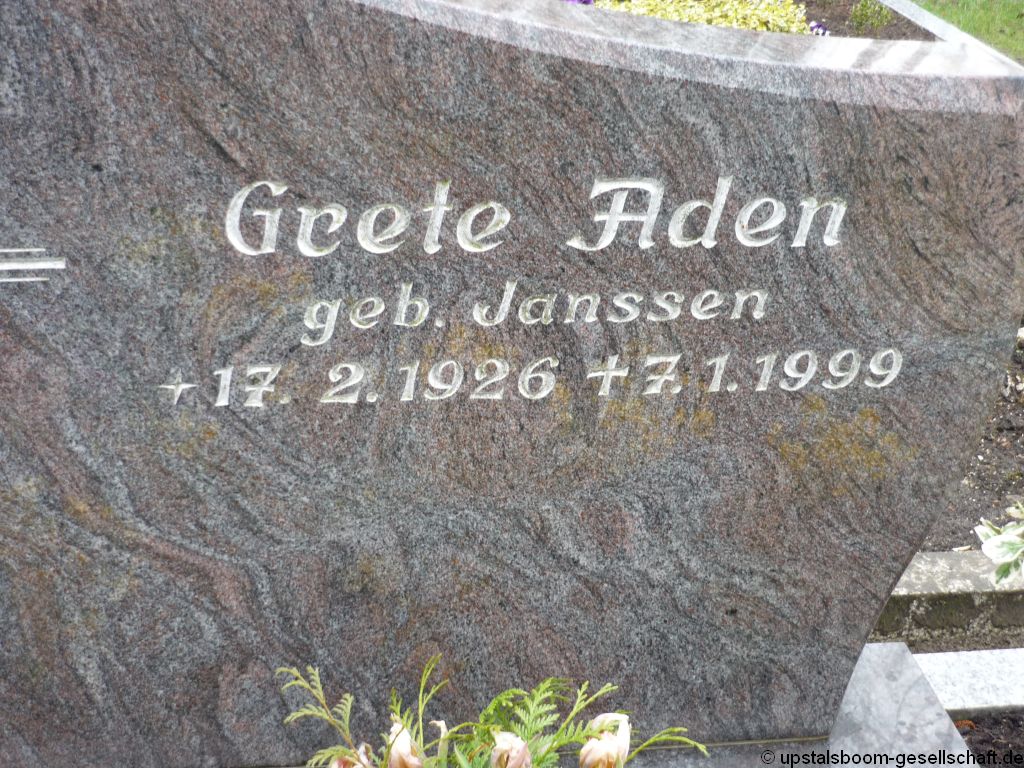 Grete Aden
geb. Janssen
✦ 17. 2. 1926 ✝ 7. 1. 1999
© upstalsboom-gesellschaft.de